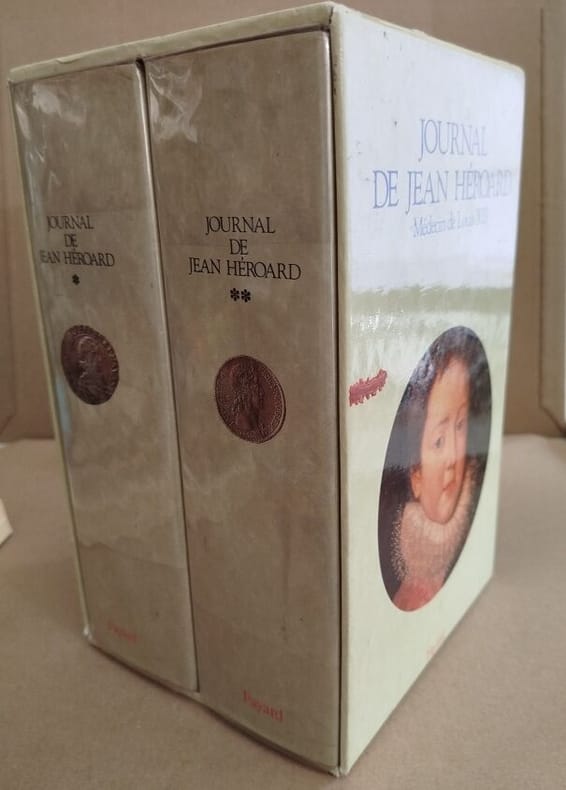 JOURNAL
DE
JEAN HÉROARD
*
Fayard
JOURNAL
DE
JEAN HÉROARD
**
Fayard
JOURNAL
DE JEAN HÉROARD
Médecin de Louis XIII